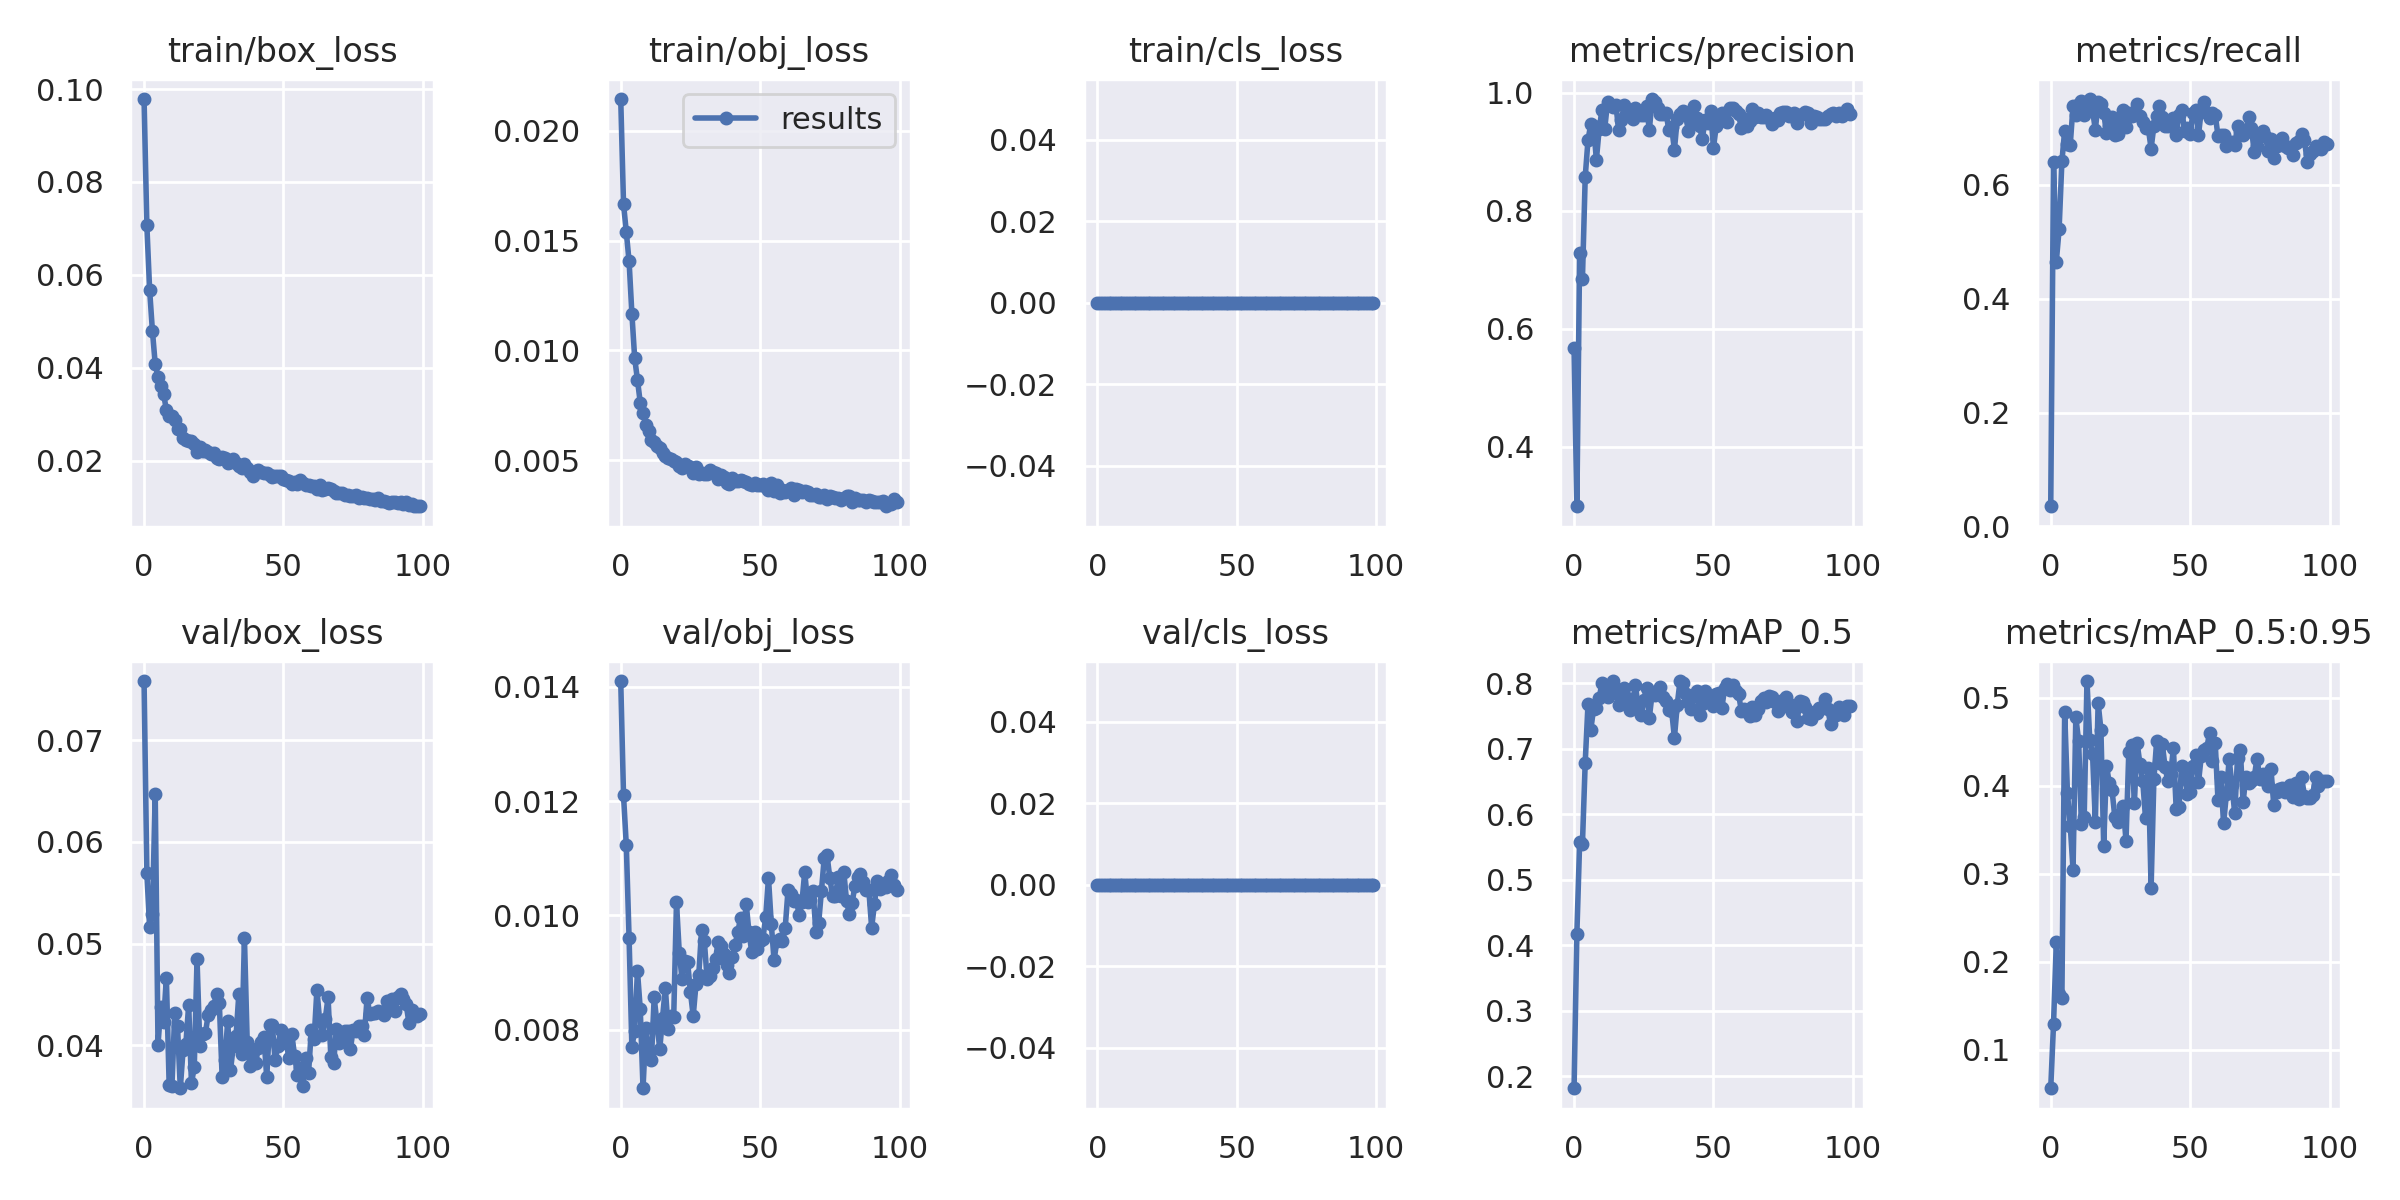 train/box_loss
0.10
0.08
0.06
0.04
0.02
0 50 100
train/obj_loss
results
0.020
0.015
0.010
0.005
0 50 100
train/cls_loss
0.04
0.02
0.00
−0.02
−0.04
0 50 100
metrics/precision
1.0
0.8
0.6
0.4
0 50 100
metrics/recall
0.6
0.4
0.2
0.0
0 50 100
val/box_loss
0.07
0.06
0.05
0.04
0 50 100
val/obj_loss
0.014
0.012
0.010
0.008
0 50 100
val/cls_loss
0.04
0.02
0.00
−0.02
−0.04
0 50 100
metrics/mAP_0.5
0.8
0.7
0.6
0.5
0.4
0.3
0.2
0 50 100
metrics/mAP_0.5:0.95
0.5
0.4
0.3
0.2
0.1
0 50 100